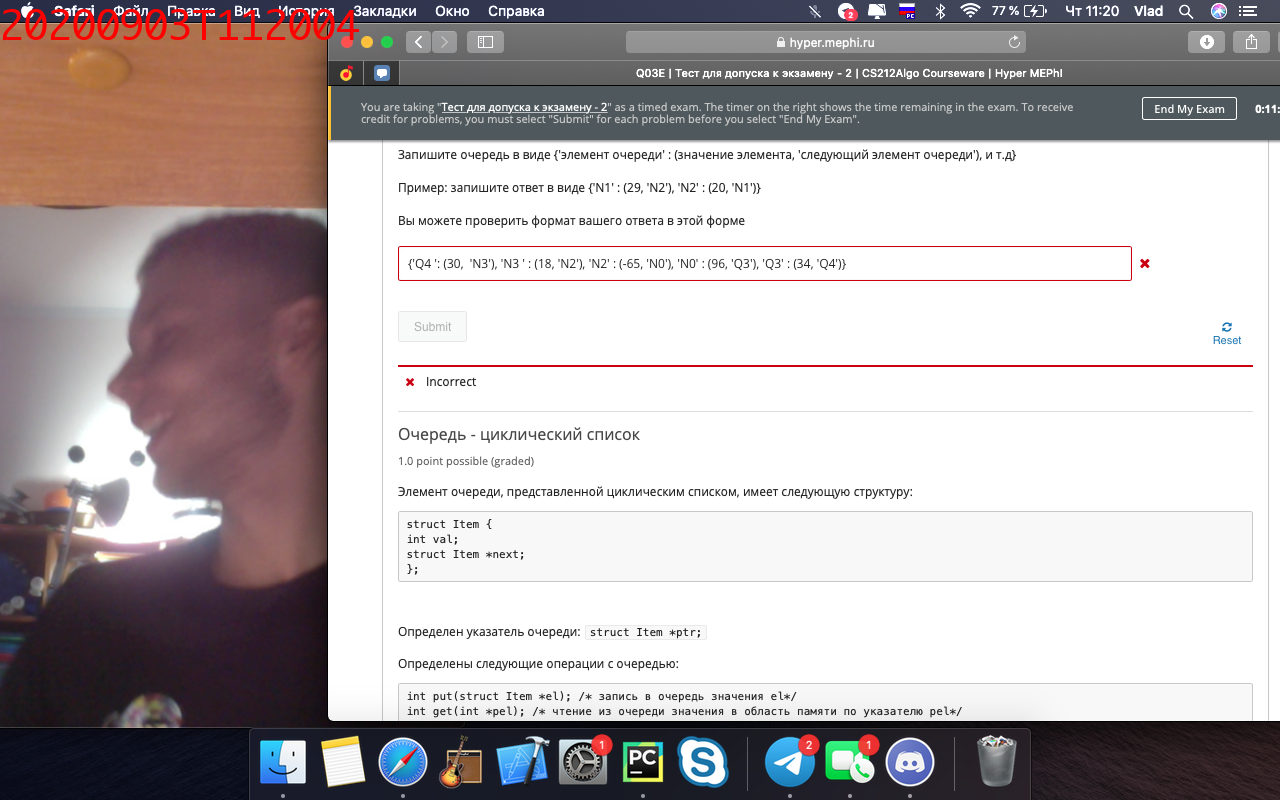 20200903T112004
Safari Файл Правка Вид История Закладки Окно Справка 2 РС 77 % Чт 11:20 Vlad
hyper.mephi.ru
Q03E | Тест для допуска к экзамену - 2 | CS212Algo Courseware | Hyper MEPhI
You are taking "Тест для допуска к экзамену - 2" as a timed exam. The timer on the right shows the time remaining in the exam. To receive
credit for problems, you must select "Submit" for each problem before you select "End My Exam".
End My Exam
0:11:
Запишите очередь в виде {'элемент очереди' : (значение элемента, 'следующий элемент очереди'), и т.д}
Пример: запишите ответ в виде {'N1' : (29, 'N2'), 'N2' : (20, 'N1')}
Вы можете проверить формат вашего ответа в этой форме
{'Q4 ': (30,  'N3'), 'N3 ' : (18, 'N2'), 'N2' : (-65, 'N0'), 'N0' : (96, 'Q3'), 'Q3' : (34, 'Q4')}
Submit
Reset
Incorrect
Очередь - циклический список
1.0 point possible (graded)
Элемент очереди, представленной циклическим списком, имеет следующую структуру:
struct Item {
int val;
struct Item *next;
};
Определен указатель очереди: struct Item *ptr;
Определены следующие операции с очередью:
int put(struct Item *el); /* запись в очередь значения el*/
int get(int *pel); /* чтение из очереди значения в область памяти по указателю pel*/
1 PC 2 1